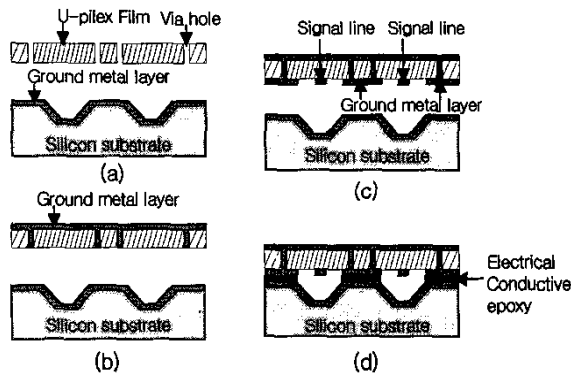 U-pilex Film Via hole
Ground metal layer
Silicon substrate
(a)
Ground metal layer
Silicon substrate
(b)
Signal line Signal line
Ground metal layer
Silicon substrate
(c)
Electrical
Conductive
epoxy
Silicon substrate
(d)